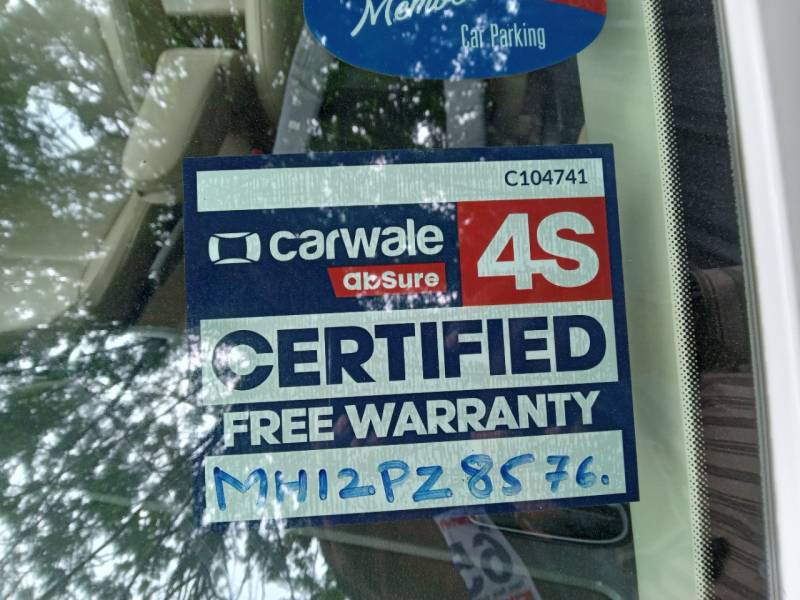 Car Parking
C104741
carwale
abSure
4S
CERTIFIED
FREE WARRANTY
MH12PZ8576.